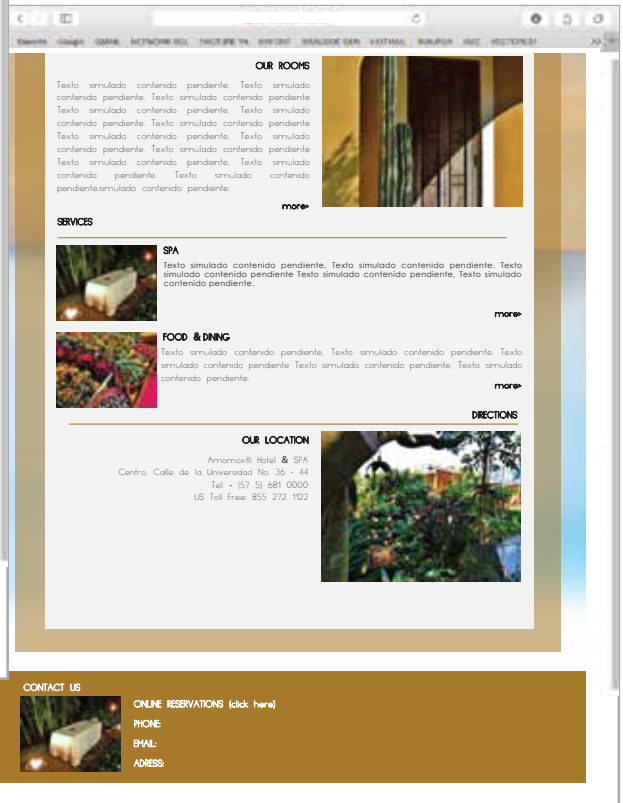 OUR ROOMS
Texto simulado contenido pendiente, Texto simulado
contenido pendiente. Texto simulado contenido pendiente
Texto simulado contenido pendiente, Texto simulado
contenido pendiente. Texto simulado contenido pendiente
Texto simulado contenido pendiente, Texto simulado
contenido pendiente. Texto simulado contenido pendiente
Texto simulado contenido pendiente, Texto simulado
contenido pendiente. Texto simulado contenido
pendiente.simulado contenido pendiente.
more>
SERVICES
SPA
Texto simulado contenido pendiente, Texto simulado contenido pendiente. Texto
simulado contenido pendiente Texto simulado contenido pendiente, Texto simulado
contenido pendiente.
more>
FOOD & DINING
Texto simulado contenido pendiente, Texto simulado contenido pendiente. Texto
simulado contenido pendiente Texto simulado contenido pendiente, Texto simulado
contenido pendiente.
more>
DIRECTIONS
OUR LOCATION
Amomoxtli Hotel & SPA
Centro, Calle de la Universidad No. 36 - 44
Tel: + (57 5) 681 0000
US Toll Free: 855 272 1122
CONTACT US
ONLINE RESERVATIONS (click here)
PHONE:
EMAIL:
ADRESS: